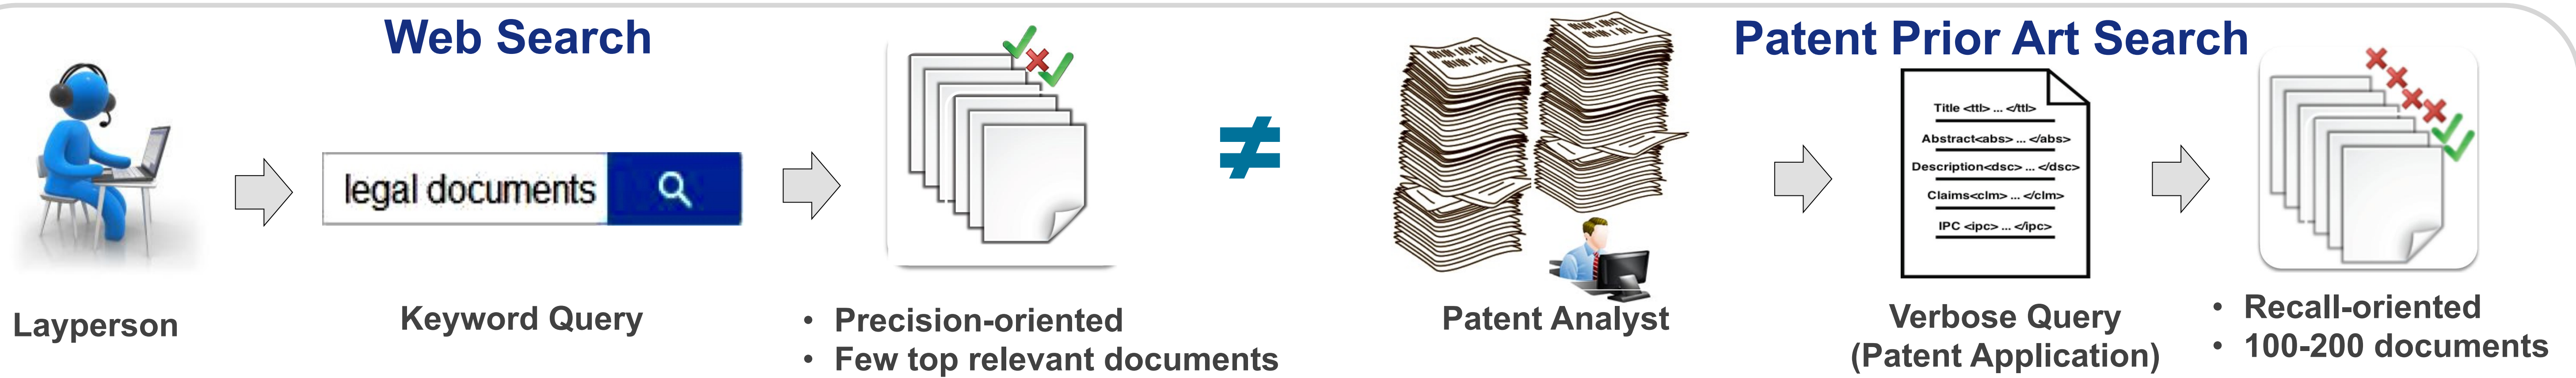 Web Search
legal documents
Layperson
Keyword Query
• Precision-oriented
• Few top relevant documents
≠
Patent Prior Art Search
Title <ttl> ... </ttl>
Abstract<abs> ... </abs>
Description<dsc> ... </dsc>
Claims<clm> ... </clm>
IPC <ipc> ... </ipc>
Patent Analyst
Verbose Query
(Patent Application)
• Recall-oriented
• 100-200 documents